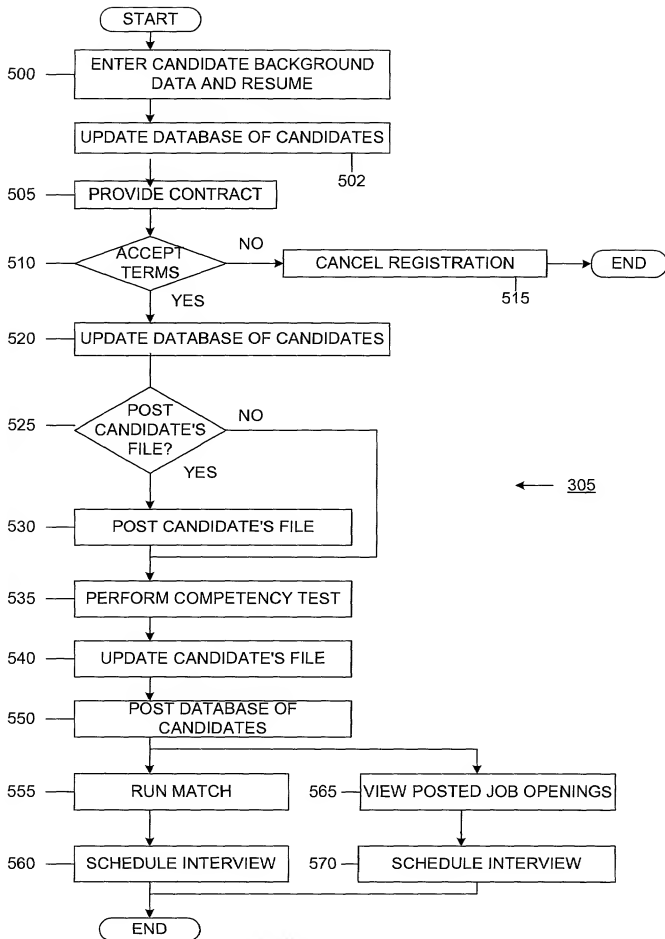 START
500
ENTER CANDIDATE BACKGROUND
DATA AND RESUME
UPDATE DATABASE OF CANDIDATES
502
505
PROVIDE CONTRACT
510
ACCEPT
TERMS
NO
CANCEL REGISTRATION
END
515
YES
520
UPDATE DATABASE OF CANDIDATES
525
POST
CANDIDATE'S
FILE?
NO
YES
305
530
POST CANDIDATE'S FILE
535
PERFORM COMPETENCY TEST
540
UPDATE CANDIDATE'S FILE
550
POST DATABASE OF
CANDIDATES
555
RUN MATCH
565
VIEW POSTED JOB OPENINGS
560
SCHEDULE INTERVIEW
570
SCHEDULE INTERVIEW
END